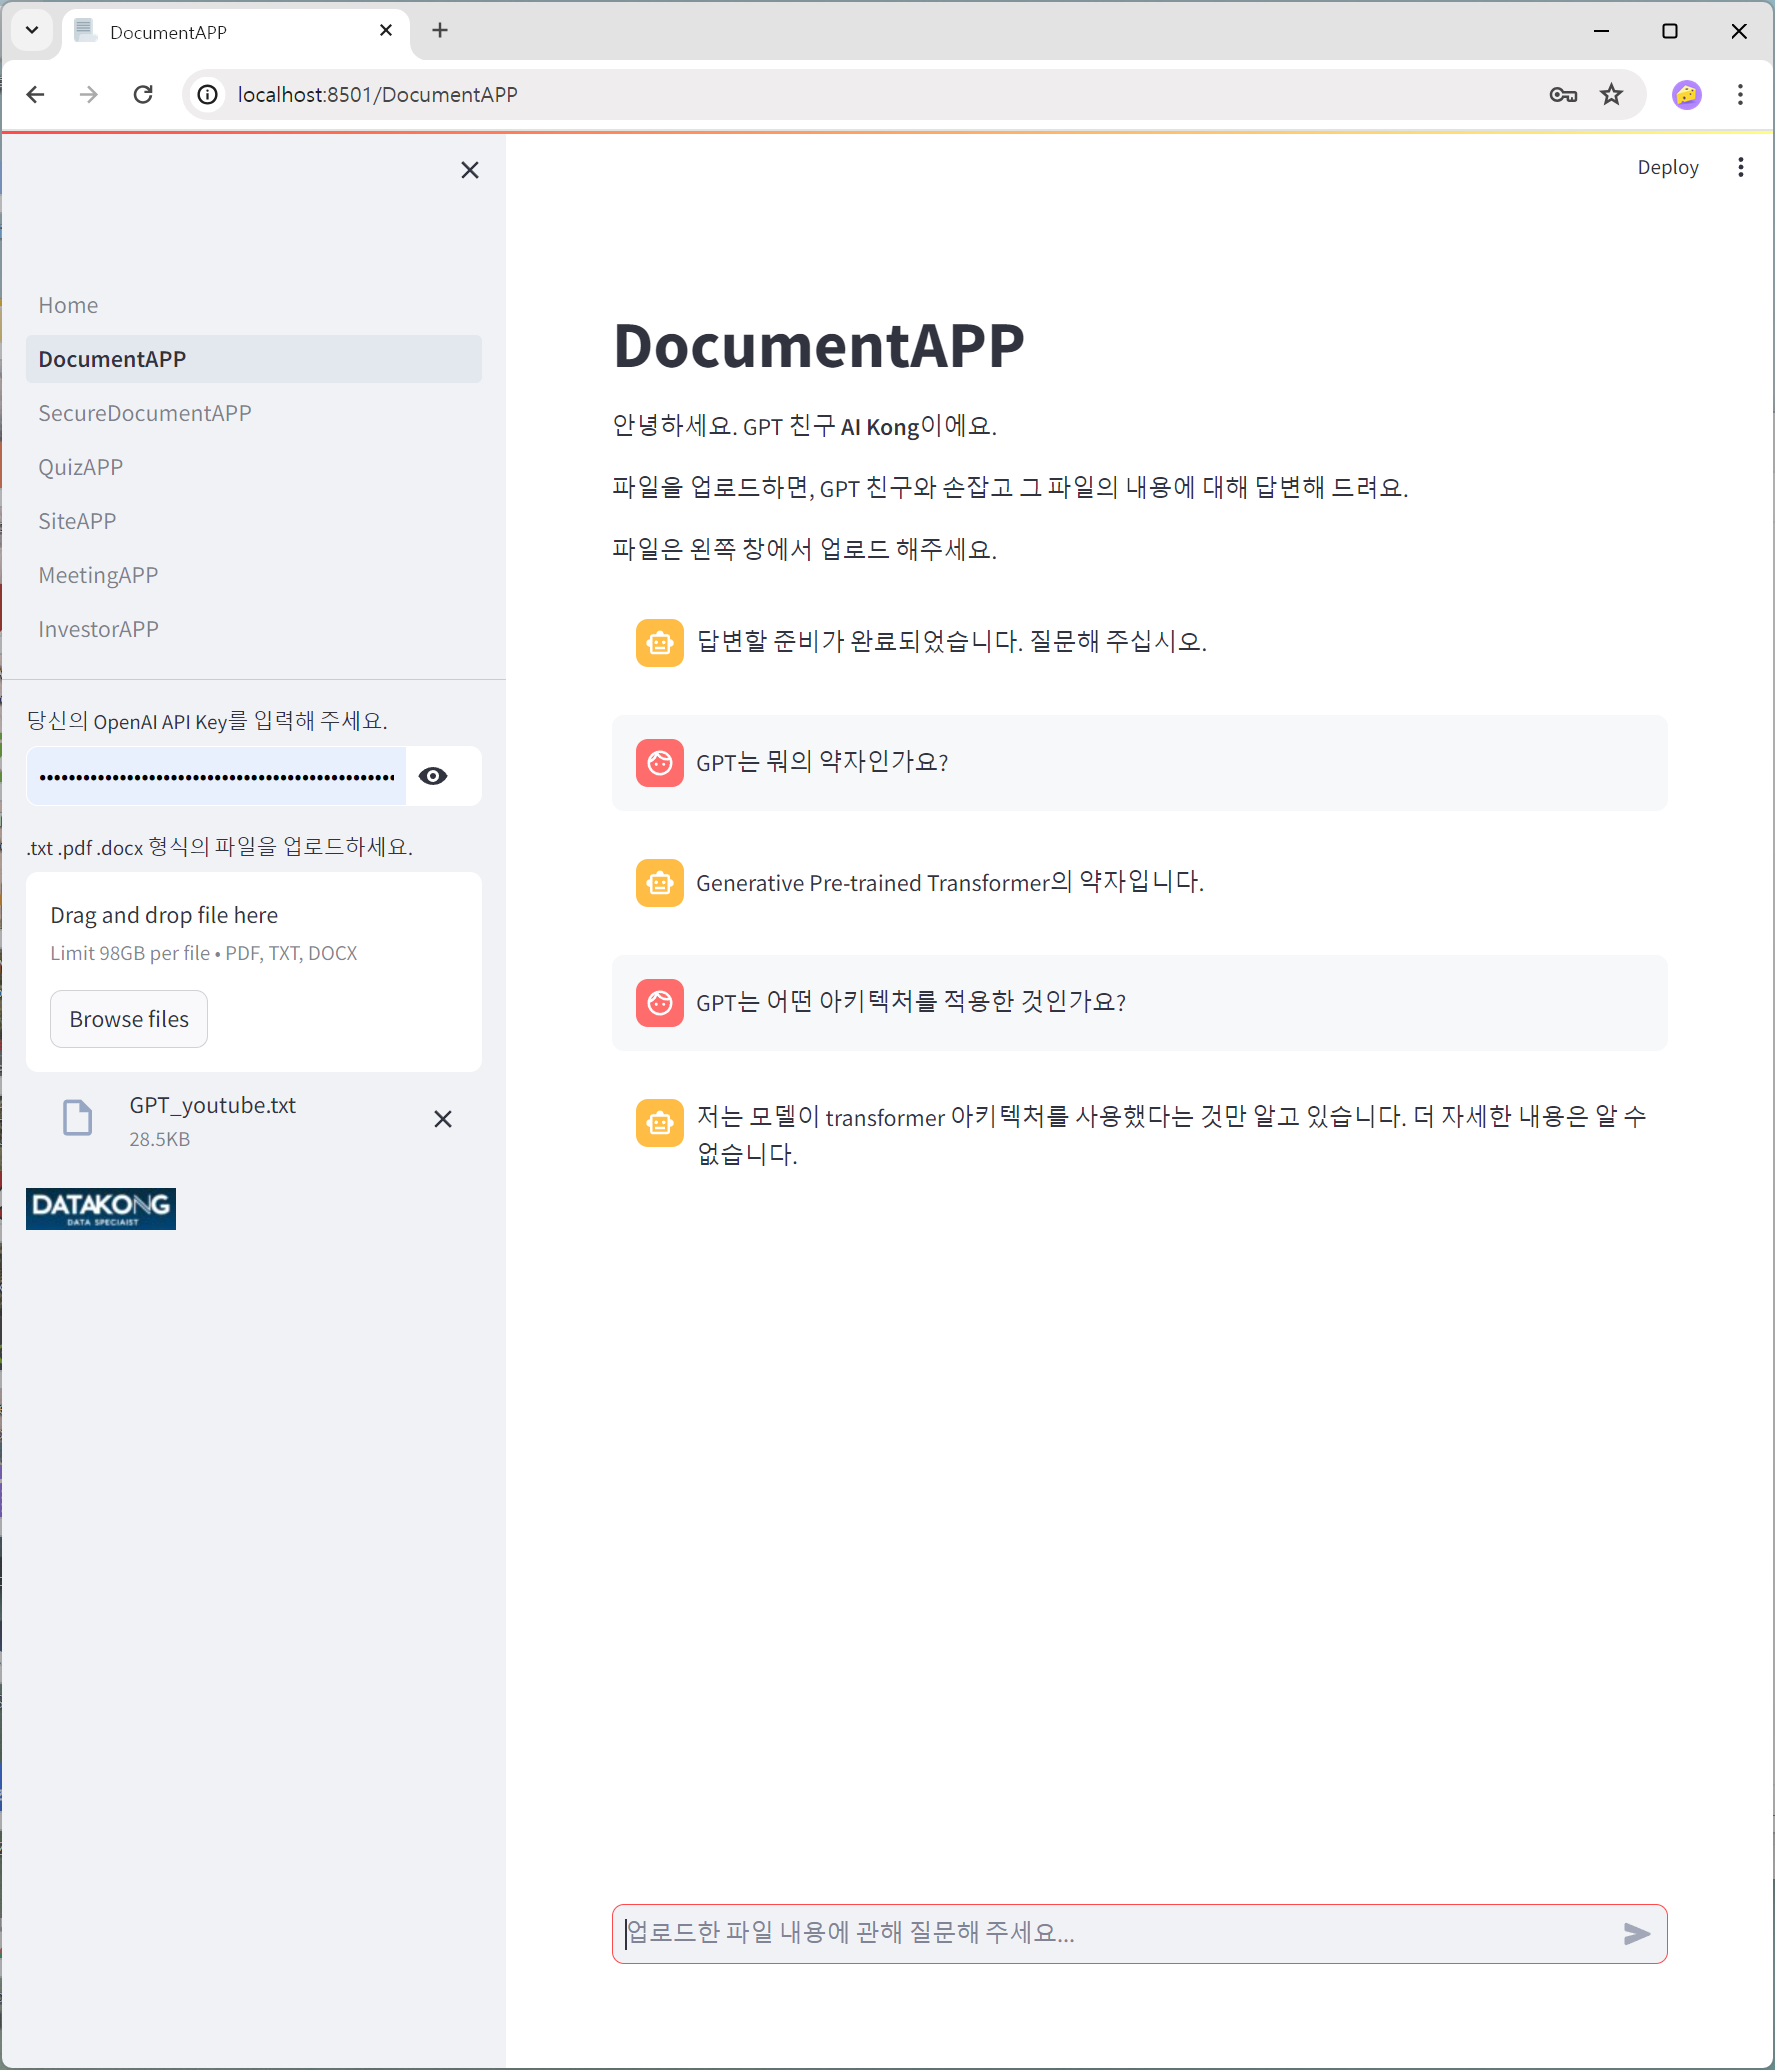 DocumentAPP
localhost:8501/DocumentAPP
Deploy
Home
DocumentAPP
SecureDocumentAPP
QuizAPP
SiteAPP
MeetingAPP
InvestorAPP
당신의 OpenAI API Key를 입력해 주세요.
.txt .pdf .docx 형식의 파일을 업로드하세요.
Drag and drop file here
Limit 98GB per file • PDF, TXT, DOCX
Browse files
GPT_youtube.txt
28.5KB
DATAKONG
DATA SPECIAIST
DocumentAPP
안녕하세요. GPT 친구 AI Kong이에요.
파일을 업로드하면, GPT 친구와 손잡고 그 파일의 내용에 대해 답변해 드려요.
파일은 왼쪽 창에서 업로드 해주세요.
답변할 준비가 완료되었습니다. 질문해 주십시오.
GPT는 뭐의 약자인가요?
Generative Pre-trained Transformer의 약자입니다.
GPT는 어떤 아키텍처를 적용한 것인가요?
저는 모델이 transformer 아키텍처를 사용했다는 것만 알고 있습니다. 더 자세한 내용은 알 수
없습니다.
업로드한 파일 내용에 관해 질문해 주세요...